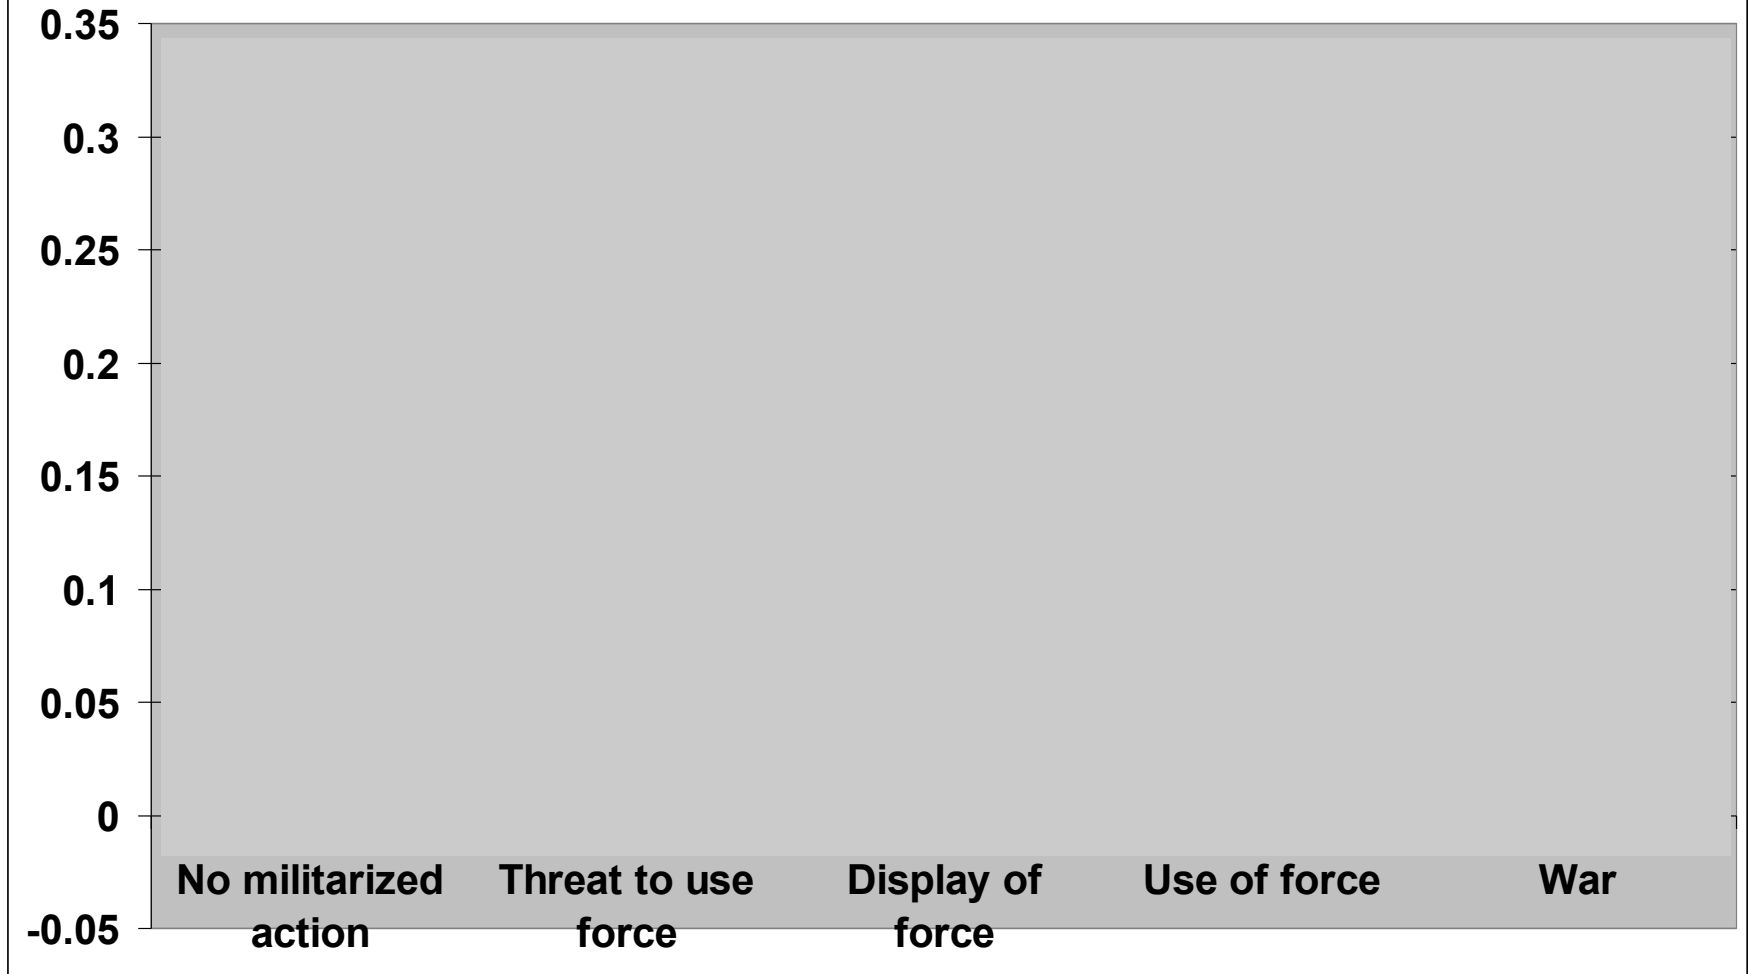 0.35
0.3
0.25
0.2
0.15
0.1
0.05
0
-0.05
No militarized
action
Threat to use
force
Display of
force
Use of force
War